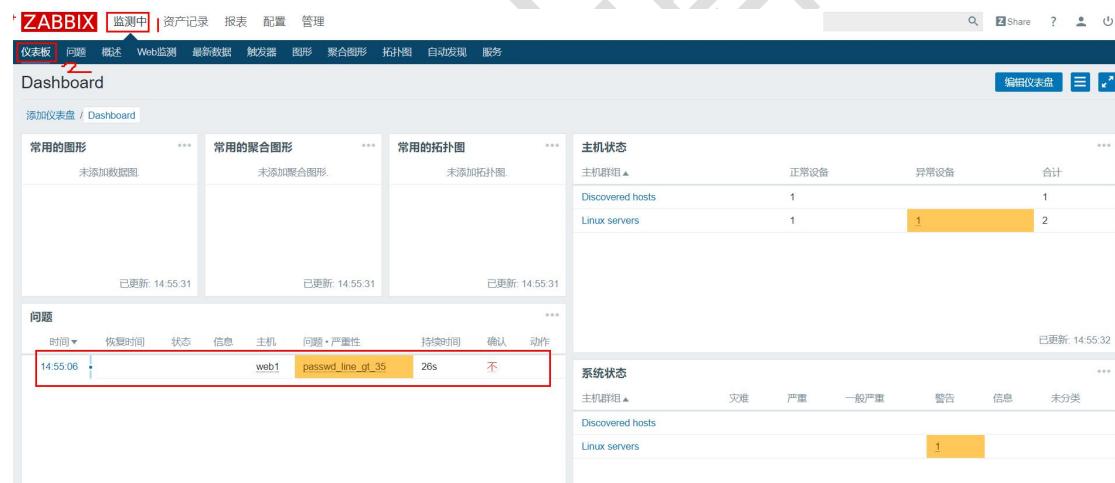 ZABBIX 监测中 1 资产记录 报表 配置 管理 Z Share ?
仪表板 问题 概述 Web监测 最新数据 触发器 图形 聚合图形 拓扑图 自动发现 服务
2
Dashboard 编辑仪表盘
添加仪表盘 / Dashboard
常用的图形 •••
未添加数据图.
已更新: 14:55:31
常用的聚合图形 •••
未添加聚合图形.
已更新: 14:55:31
常用的拓扑图 •••
未添加拓扑图.
已更新: 14:55:31
主机状态 •••
主机群组▲ 正常设备 异常设备 合计
Discovered hosts 1 1
Linux servers 1 1 2
已更新: 14:55:32
问题 •••
时间▼ 恢复时间 状态 信息 主机 问题 • 严重性 持续时间 确认 动作
14:55:06 web1 passwd_line_gt_35 26s 不
系统状态 •••
主机群组▲ 灾难 严重 一般严重 警告 信息 未分类
Discovered hosts
Linux servers 1